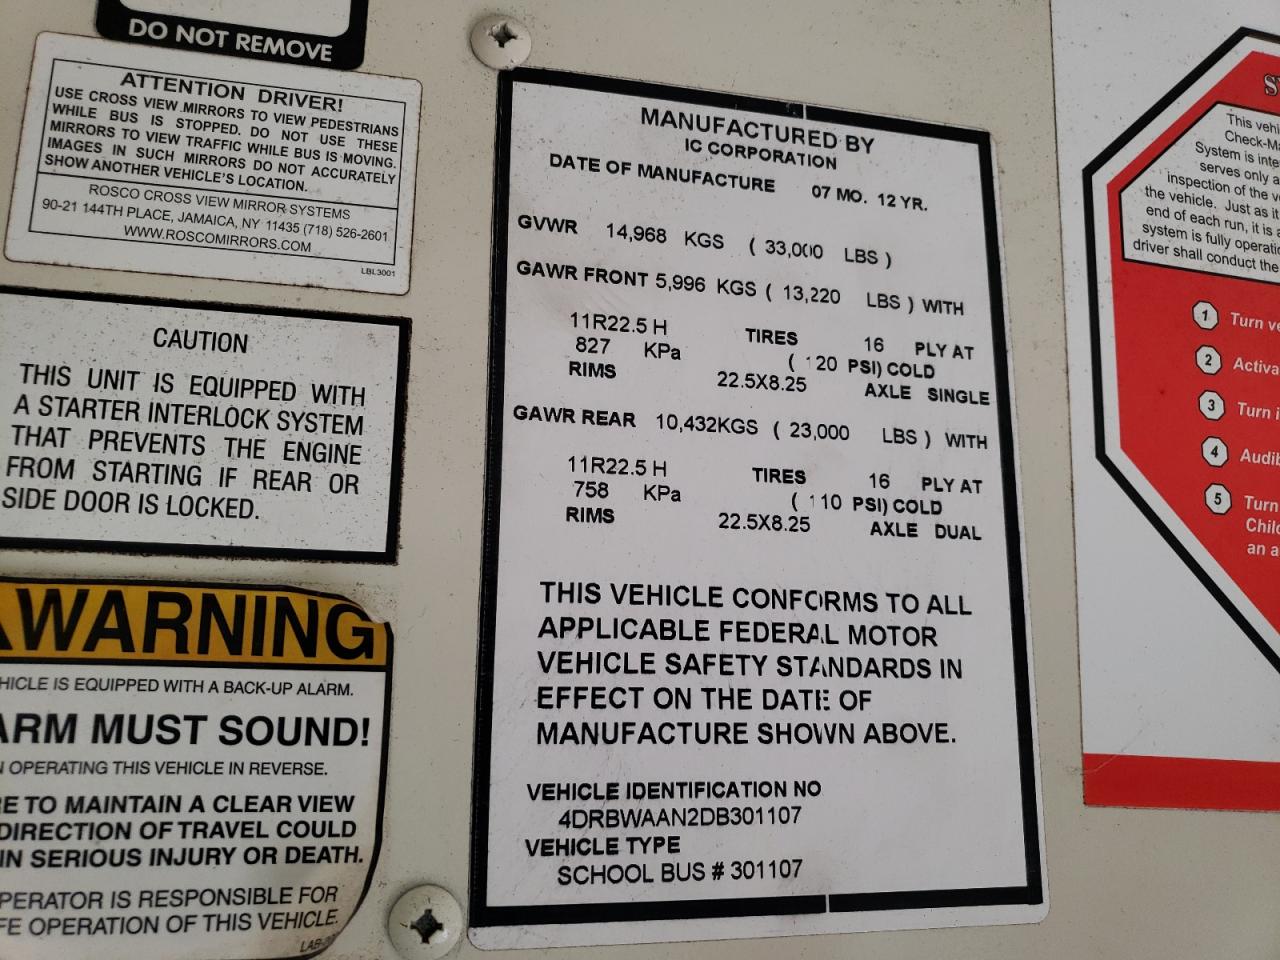 DO NOT REMOVE
ATTENTION DRIVER!
USE CROSS VIEW MIRRORS TO VIEW PEDESTRIANS
WHILE BUS IS STOPPED. DO NOT USE THESE
MIRRORS TO VIEW TRAFFIC WHILE BUS IS MOVING.
IMAGES IN SUCH MIRRORS DO NOT ACCURATELY
SHOW ANOTHER VEHICLE'S LOCATION.
ROSCO CROSS VIEW MIRROR SYSTEMS
90-21 144TH PLACE, JAMAICA, NY 11435 (718) 526-2601
WWW.ROSCOMIRRORS.COM
LBL3001
CAUTION
THIS UNIT IS EQUIPPED WITH
A STARTER INTERLOCK SYSTEM
THAT PREVENTS THE ENGINE
FROM STARTING IF REAR OR
SIDE DOOR IS LOCKED.
WARNING
HICLE IS EQUIPPED WITH A BACK-UP ALARM.
ARM MUST SOUND!
N OPERATING THIS VEHICLE IN REVERSE.
RE TO MAINTAIN A CLEAR VIEW
DIRECTION OF TRAVEL COULD
IN SERIOUS INJURY OR DEATH.
PERATOR IS RESPONSIBLE FOR
FE OPERATION OF THIS VEHICLE.
MANUFACTURED BY
IC CORPORATION
DATE OF MANUFACTURE 07 MO. 12 YR.
GVWR 14,968 KGS ( 33,000 LBS )
GAWR FRONT 5,996 KGS ( 13,220 LBS ) WITH
11R22.5 H TIRES 16 PLY AT
827 KPa ( 120 PSI) COLD
RIMS 22.5X8.25 AXLE SINGLE
GAWR REAR 10,432KGS ( 23,000 LBS ) WITH
11R22.5 H TIRES 16 PLY AT
758 KPa ( 110 PSI) COLD
RIMS 22.5X8.25 AXLE DUAL
THIS VEHICLE CONFORMS TO ALL
APPLICABLE FEDERAL MOTOR
VEHICLE SAFETY STANDARDS IN
EFFECT ON THE DATE OF
MANUFACTURE SHOWN ABOVE.
VEHICLE IDENTIFICATION NO
4DRBWAAN2DB301107
VEHICLE TYPE
SCHOOL BUS # 301107
This vehi
Check-Ma
System is inte
serves only a
inspection of the ve
the vehicle. Just as it
end of each run, it is a
system is fully operati
driver shall conduct the
1 Turn ve
2 Activa
3 Turn i
4 Audib
5 Turn
Chil
an a